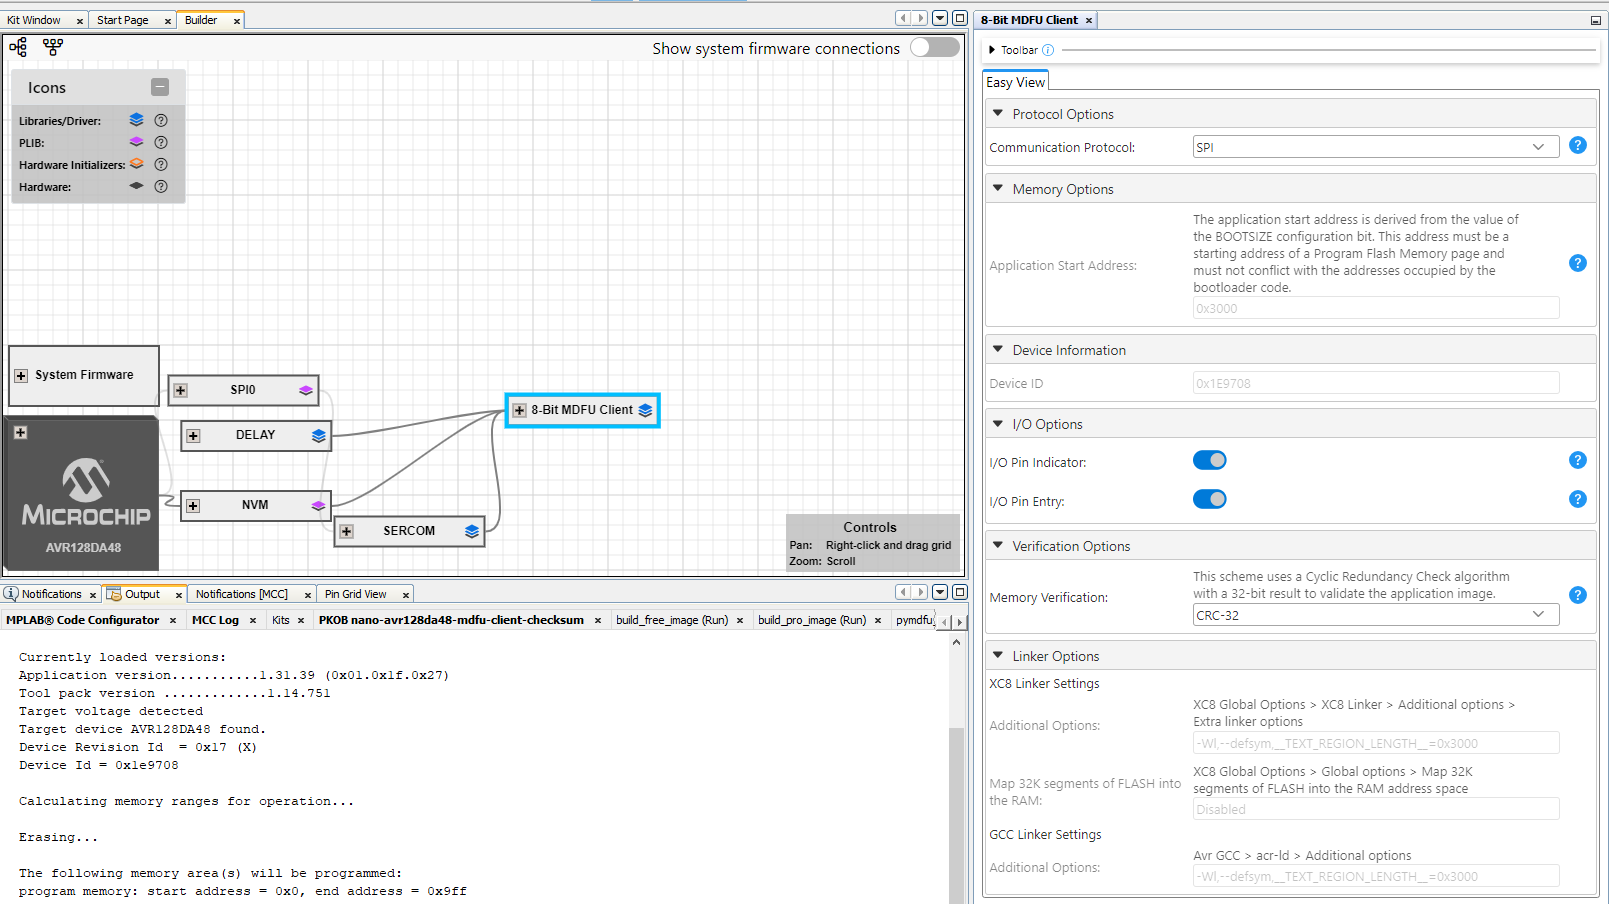 Kit Window × Start Page × Builder ×
Show system firmware connections
Icons
Libraries/Driver:
PLIB:
Hardware Initializers:
Hardware:
System Firmware
SPI0
DELAY
8-Bit MDFU Client
NVM
SERCOM
MICROCHIP
AVR128DA48
Controls
Pan: Right-click and drag grid
Zoom: Scroll
Notifications × Output × Notifications [MCC] × Pin Grid View ×
MPLAB® Code Configurator × MCC Log × Kits × PKOB nano-avr128da48-mdfu-client-checksum × build_free_image (Run) × build_pro_image (Run) × pymdfu
Currently loaded versions:
Application version...........1.31.39 (0x01.0x1f.0x27)
Tool pack version .............1.14.751
Target voltage detected
Target device AVR128DA48 found.
Device Revision Id  = 0x17 (X)
Device Id = 0x1e9708
Calculating memory ranges for operation...
Erasing...
The following memory area(s) will be programmed:
program memory: start address = 0x0, end address = 0x9ff
8-Bit MDFU Client ×
Toolbar
Easy View
Protocol Options
Communication Protocol: SPI
Memory Options
The application start address is derived from the value of
the BOOTSIZE configuration bit. This address must be a
starting address of a Program Flash Memory page and
must not conflict with the addresses occupied by the
bootloader code.
Application Start Address:
0x3000
Device Information
Device ID 0x1E9708
I/O Options
I/O Pin Indicator:
I/O Pin Entry:
Verification Options
This scheme uses a Cyclic Redundancy Check algorithm
with a 32-bit result to validate the application image.
Memory Verification:
CRC-32
Linker Options
XC8 Linker Settings
XC8 Global Options > XC8 Linker > Additional options >
Extra linker options
Additional Options:
-Wl,--defsym,__TEXT_REGION_LENGTH__=0x3000
XC8 Global Options > Global options > Map 32K
segments of FLASH into the RAM address space
Map 32K segments of FLASH into
the RAM:
Disabled
GCC Linker Settings
Avr GCC > acr-ld > Additional options
Additional Options:
-Wl,--defsym,__TEXT_REGION_LENGTH__=0x3000